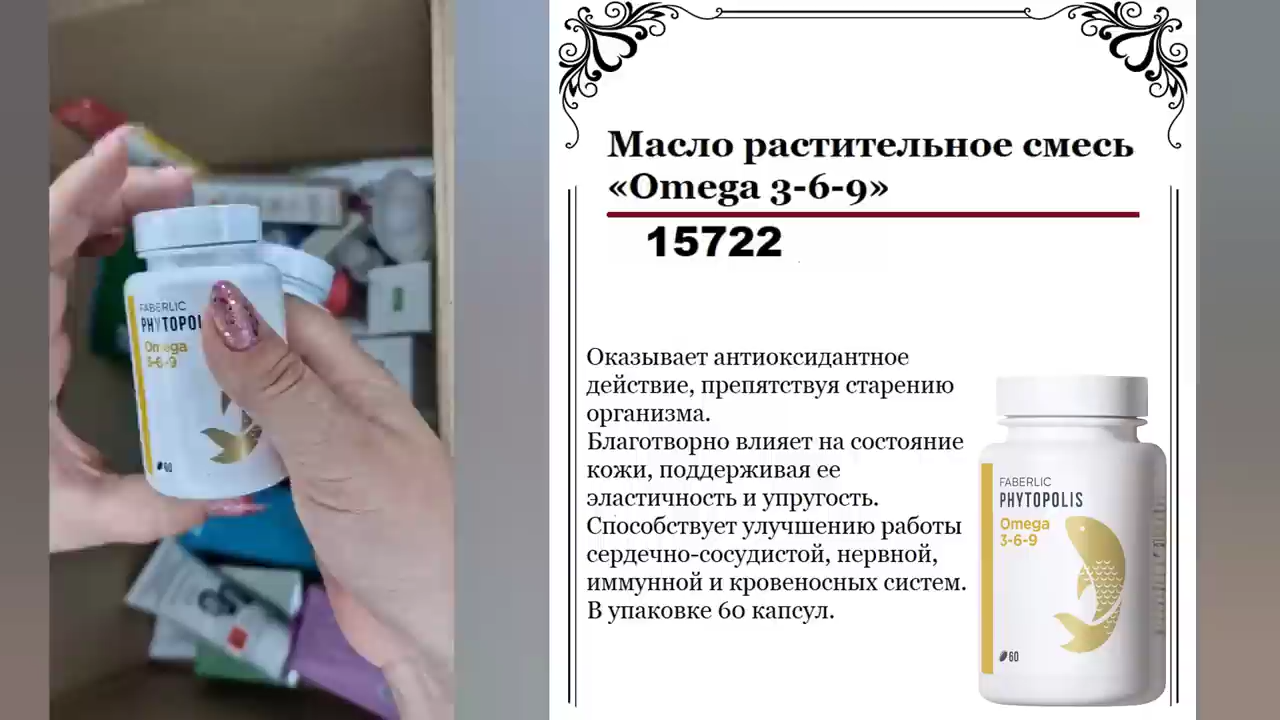 FABERLIC
PHYTOPOL
Omega
3-6-9
60
Масло растительное смесь
«Omega 3-6-9»
15722
Оказывает антиоксидантное
действие, препятствуя старению
организма.
Благотворно влияет на состояние
кожи, поддерживая ее
эластичность и упругость.
Способствует улучшению работы
сердечно-сосудистой, нервной,
иммунной и кровеносных систем.
В упаковке 60 капсул.
FABERLIC
PHYTOPOLIS
Omega
3-6-9
60